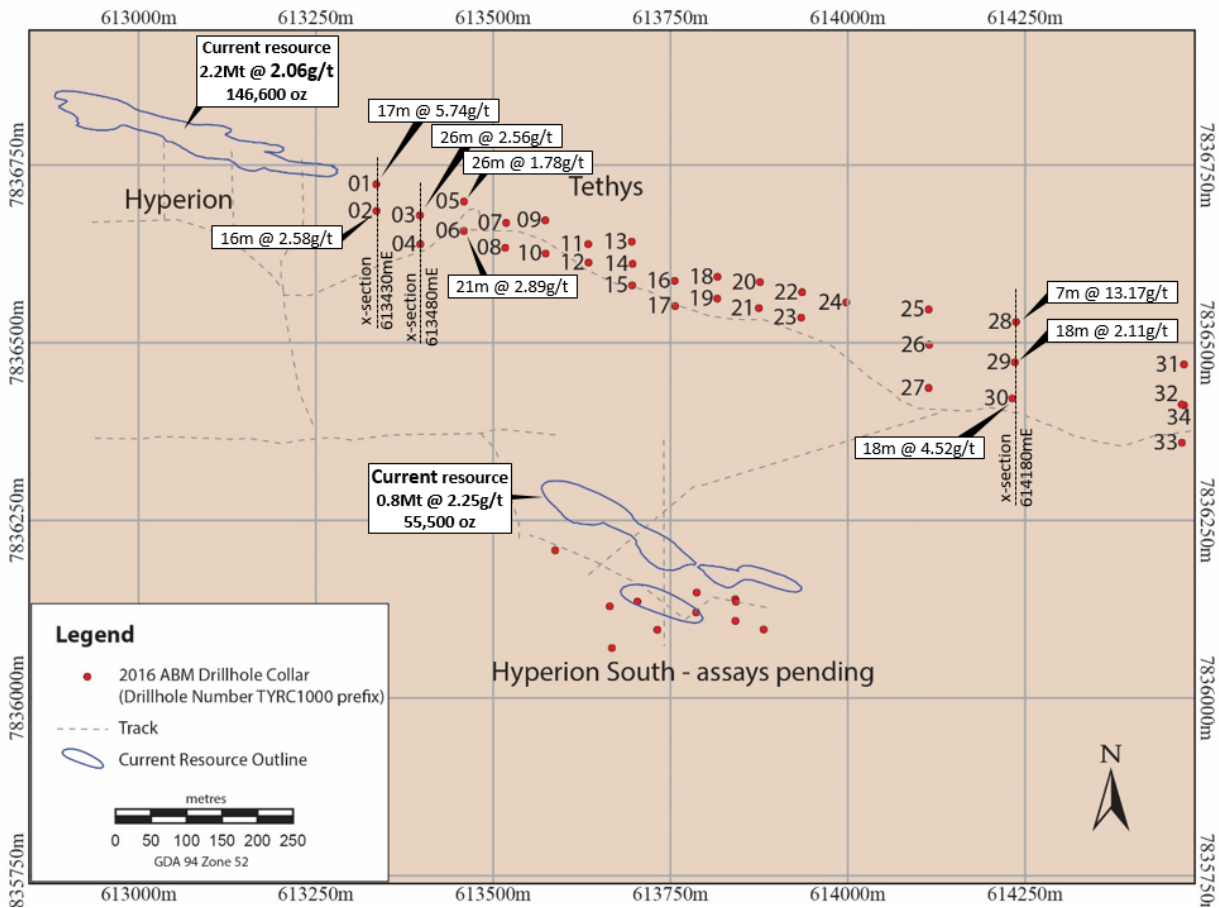 613000m
613250m
613500m
613750m
614000m
614250m
Current resource
2.2Mt @ 2.06g/t
146,600 oz
17m @ 5.74g/t
26m @ 2.56g/t
26m @ 1.78g/t
7836750m
7836750m
Hyperion
Tethys
01
02
03
04
05
06
07
08
09
10
11
12
13
14
15
16
17
18
19
20
21
22
23
24
25
26
27
28
29
30
31
32
34
33
16m @ 2.58g/t
21m @ 2.89g/t
x-section
613430mE
x-section
613480mE
7m @ 13.17g/t
18m @ 2.11g/t
18m @ 4.52g/t
x-section
614180mE
7836500m
7836500m
Current resource
0.8Mt @ 2.25g/t
55,500 oz
7836250m
7836250m
Hyperion South - assays pending
7836000m
7836000m
Legend
2016 ABM Drillhole Collar
(Drillhole Number TYRC1000 prefix)
Track
Current Resource Outline
metres
0 50 100 150 200 250
GDA 94 Zone 52
N
7835750m
7835750m
613000m
613250m
613500m
613750m
614000m
614250m